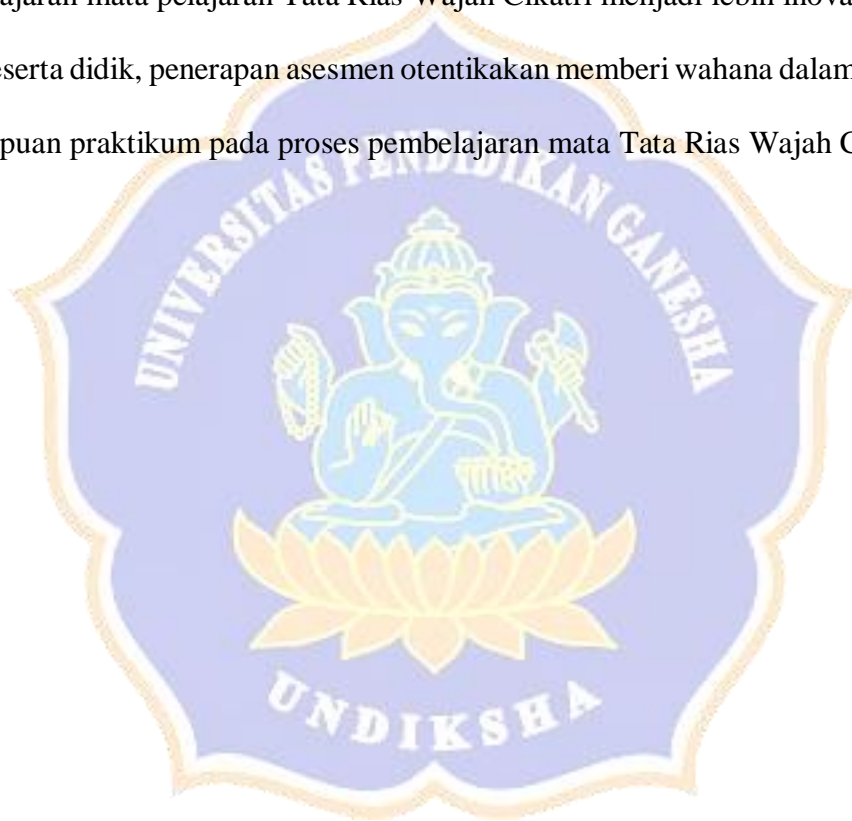 ajaran mata pelajaran Tata Rias Wajah Cikatri menjadi lebih inova
eserta didik, penerapan asesmen otentikakan memberi wahana dalam
puan praktikum pada proses pembelajaran mata Tata Rias Wajah C
UNIVERSITAS PENDIDIKAN GANESHA
UNDIKSHA